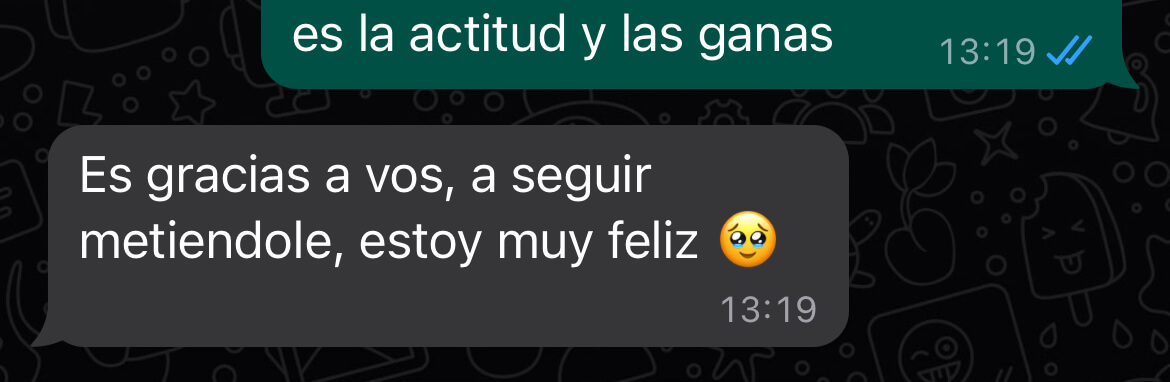 es la actitud y las ganas
13:19
Es gracias a vos, a seguir
metiendole, estoy muy feliz 🥹
13:19